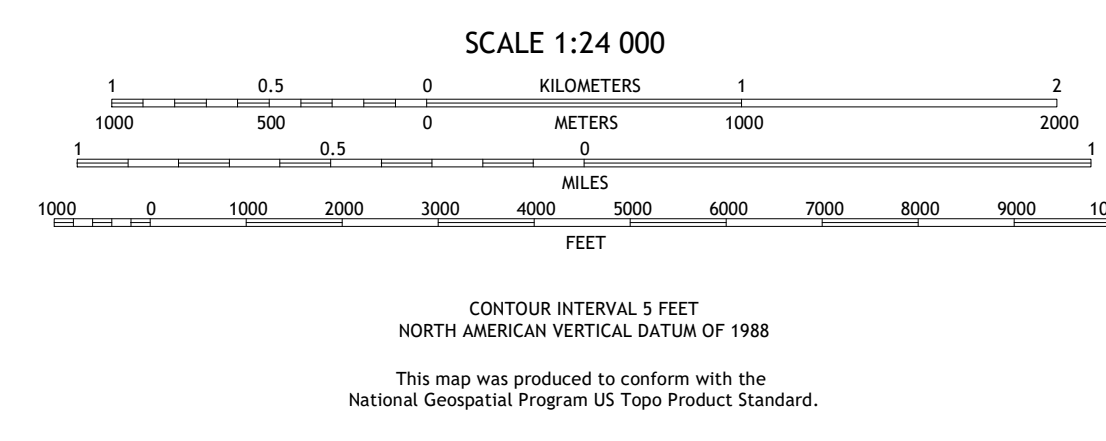 SCALE 1:24 000
1 0.5 0 KILOMETERS 1 2
1000 500 0 METERS 1000 2000
1 0.5 0 1
MILES
1000 0 1000 2000 3000 4000 5000 6000 7000 8000 9000 10
FEET
CONTOUR INTERVAL 5 FEET
NORTH AMERICAN VERTICAL DATUM OF 1988
This map was produced to conform with the
National Geospatial Program US Topo Product Standard.